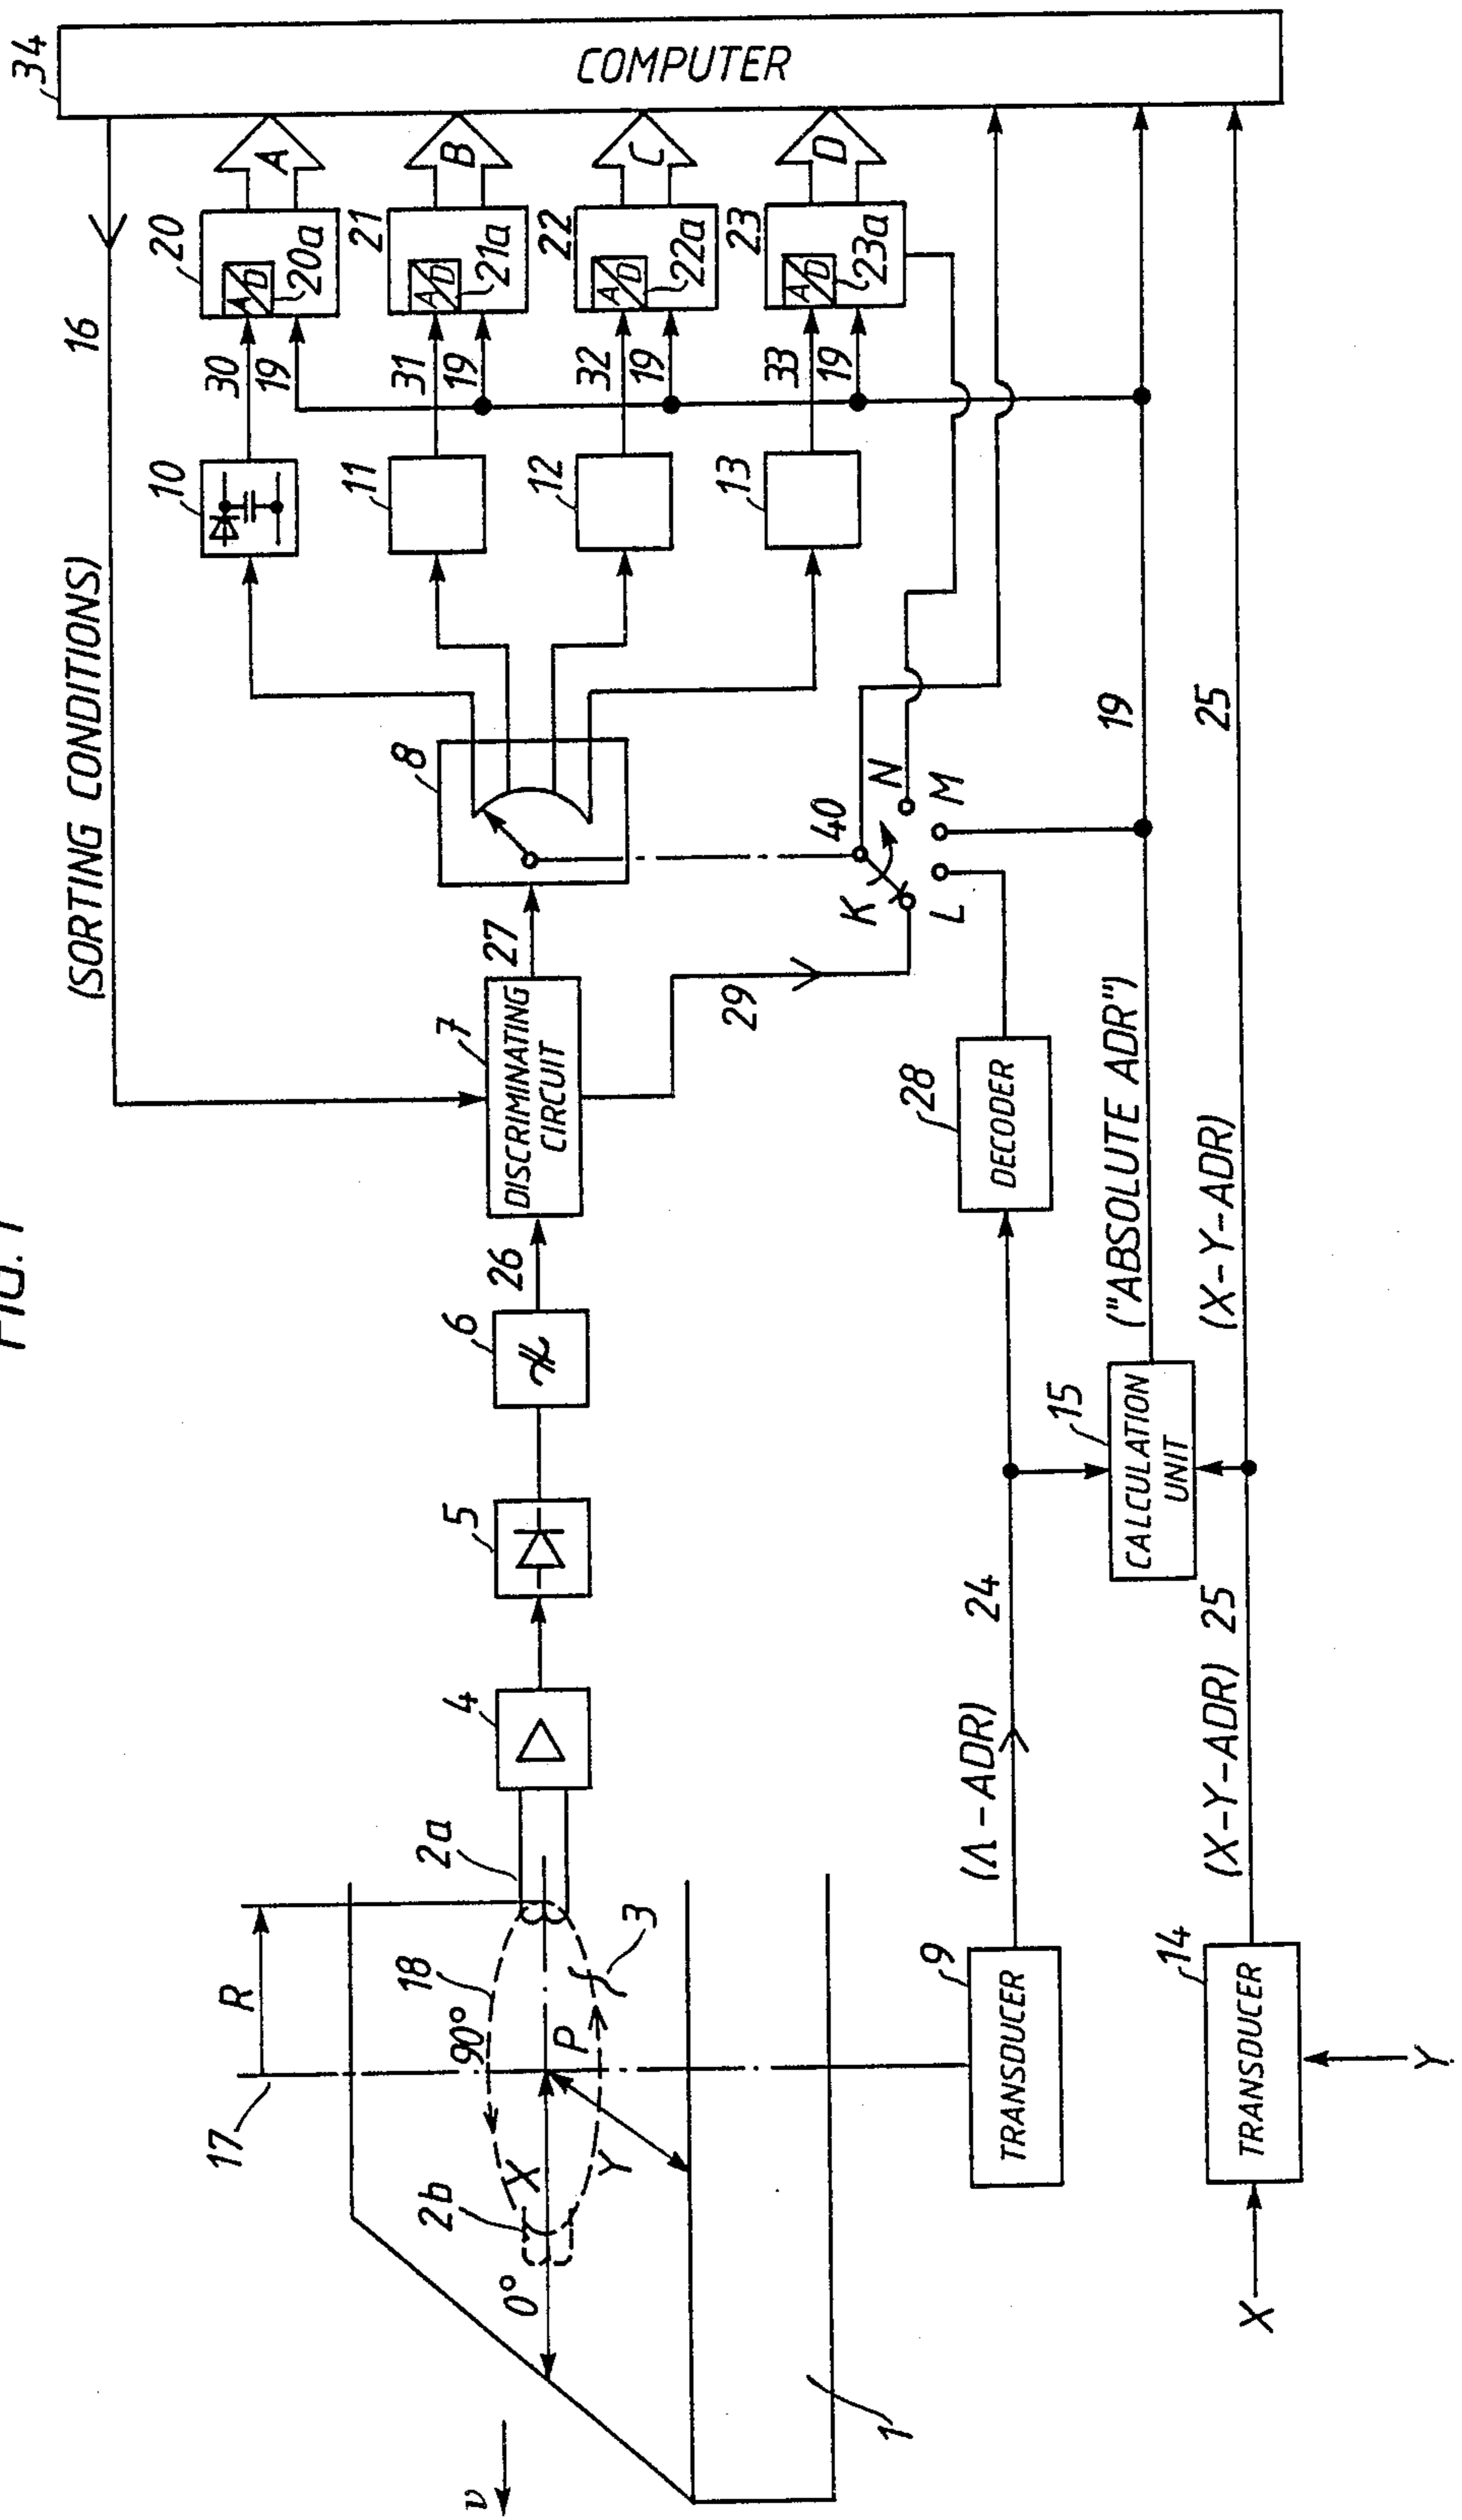 FIG. 1
34
COMPUTER
16
(SORTING CONDITIONS)
A
B
C
D
20
21
22
23
A/D
20a
A/D
21a
A/D
22a
A/D
23a
30
19
31
19
32
19
33
19
10
11
12
13
8
40
K
L
M
N
27
29
7
DISCRIMINATING
CIRCUIT
26
6
5
4
28
DECODER
19
25
("ABSOLUTE ADR")
(X-Y-ADR)
15
CALCULATION
UNIT
24
(Λ-ADR)
(X-Y-ADR) 25
2a
R
18
90°
3
P
17
2b
X
Y
0°
v
1
9
TRANSDUCER
14
TRANSDUCER
X
Y